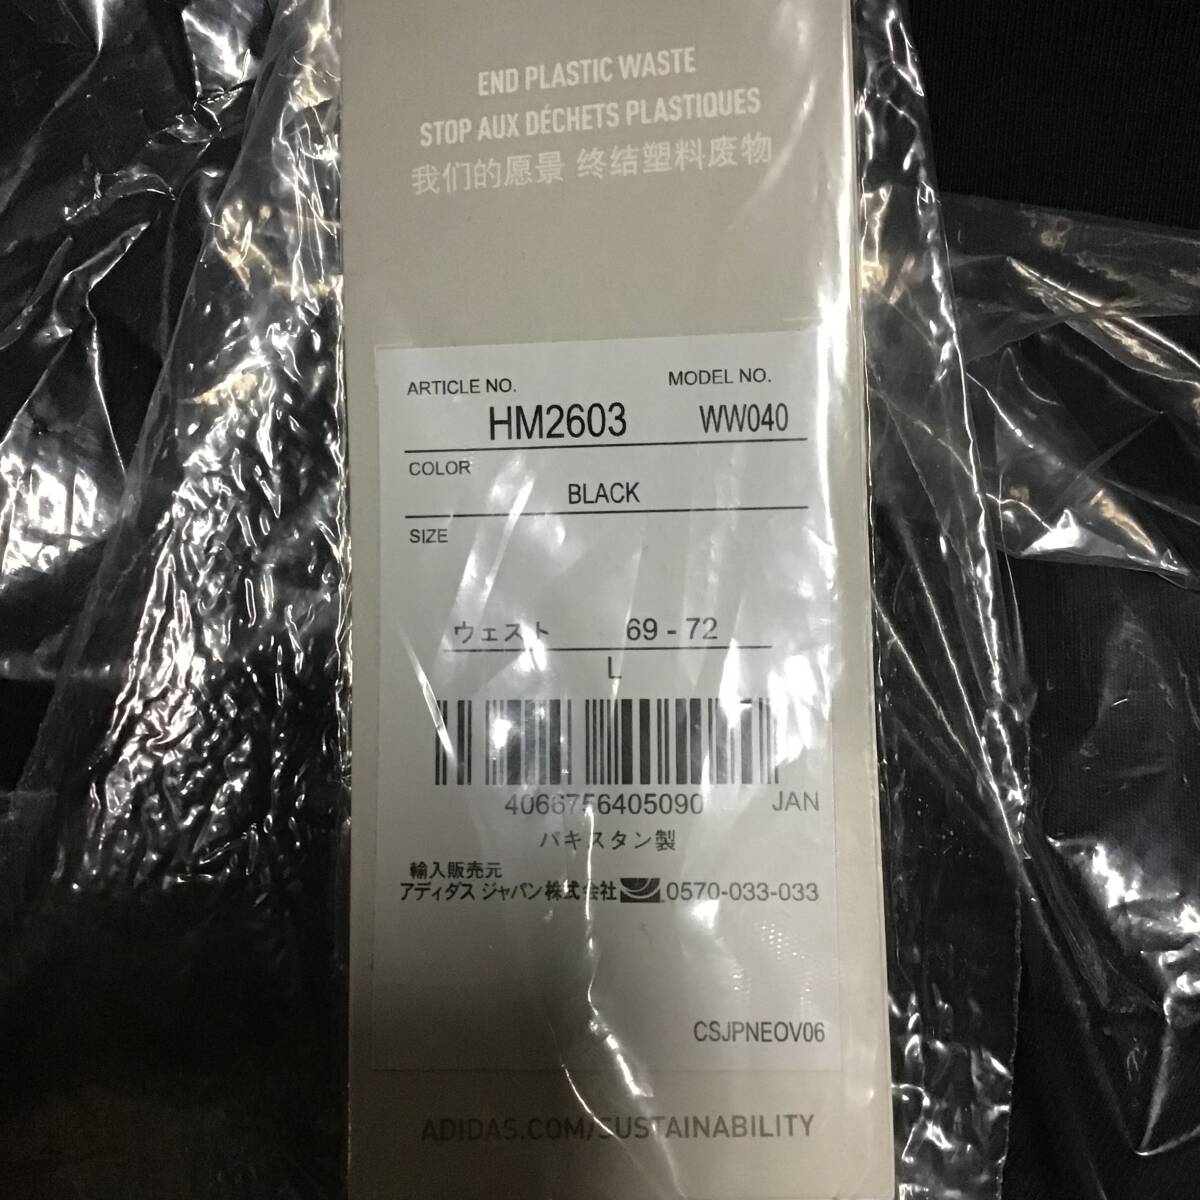 END PLASTIC WASTE
STOP AUX DÉCHETS PLASTIQUES
我们的愿景 终结塑料废物
ARTICLE NO. MODEL NO.
HM2603 WW040
COLOR
BLACK
SIZE
ウェスト 69 - 72
L
4066756405090 JAN
パキスタン製
輸入販売元
アディダス ジャパン株式会社 0570-033-033
CSJPNEOV06
ADIDAS.COM/SUSTAINABILITY